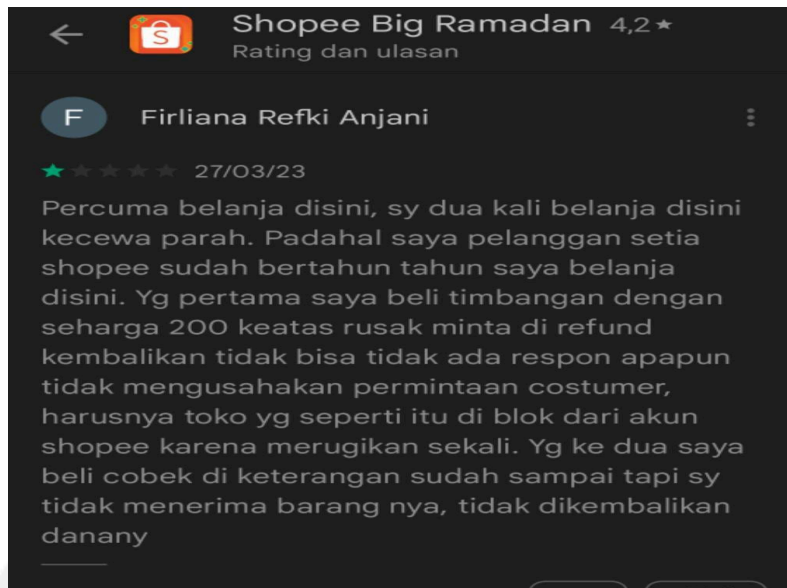 Shopee Big Ramadan 4,2★
Rating dan ulasan
F Firliana Refki Anjani
27/03/23
Percuma belanja disini, sy dua kali belanja disini
kecewa parah. Padahal saya pelanggan setia
shopee sudah bertahun tahun saya belanja
disini. Yg pertama saya beli timbangan dengan
seharga 200 keatas rusak minta di refund
kembalikan tidak bisa tidak ada respon apapun
tidak mengusahakan permintaan costumer,
harusnya toko yg seperti itu di blok dari akun
shopee karena merugikan sekali. Yg ke dua saya
beli cobek di keterangan sudah sampai tapi sy
tidak menerima barang nya, tidak dikembalikan
danany